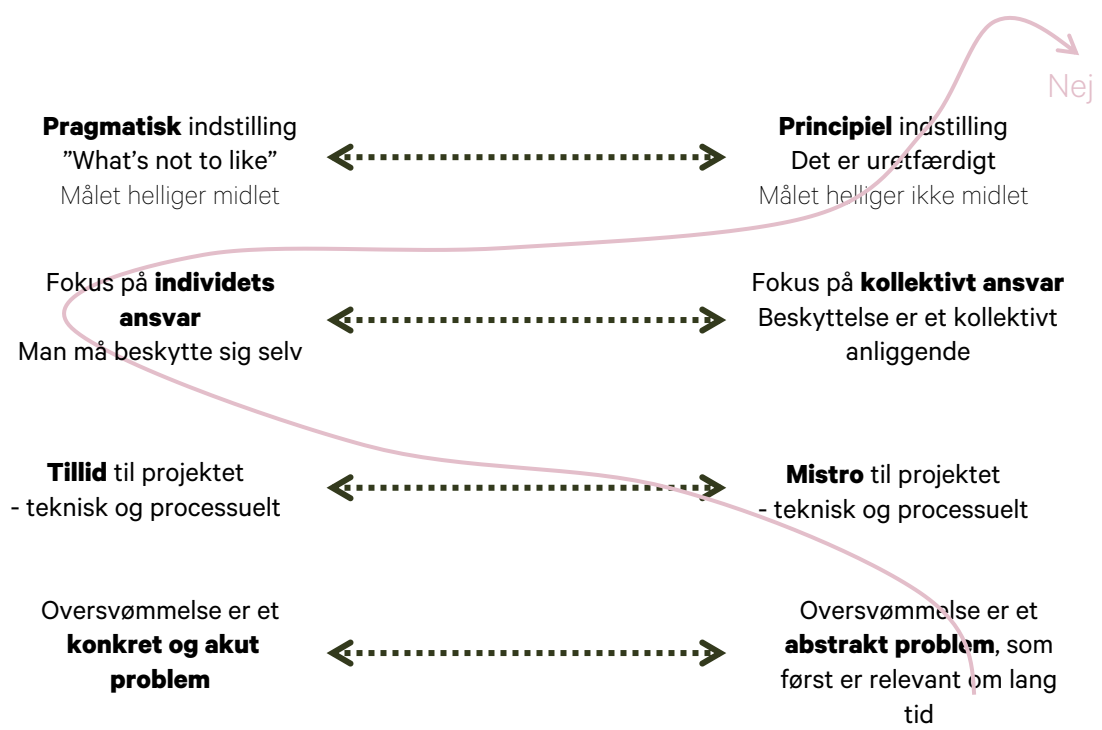 Nej
Pragmatisk indstilling
”What’s not to like”
Målet helliger midlet
Principiel indstilling
Det er uretfærdigt
Målet helliger ikke midlet
Fokus på individets
ansvar
Man må beskytte sig selv
Fokus på kollektivt ansvar
Beskyttelse er et kollektivt
anliggende
Tillid til projektet
- teknisk og processuelt
Mistro til projektet
- teknisk og processuelt
Oversvømmelse er et
konkret og akut
problem
Oversvømmelse er et
abstrakt problem, som
først er relevant om lang
tid